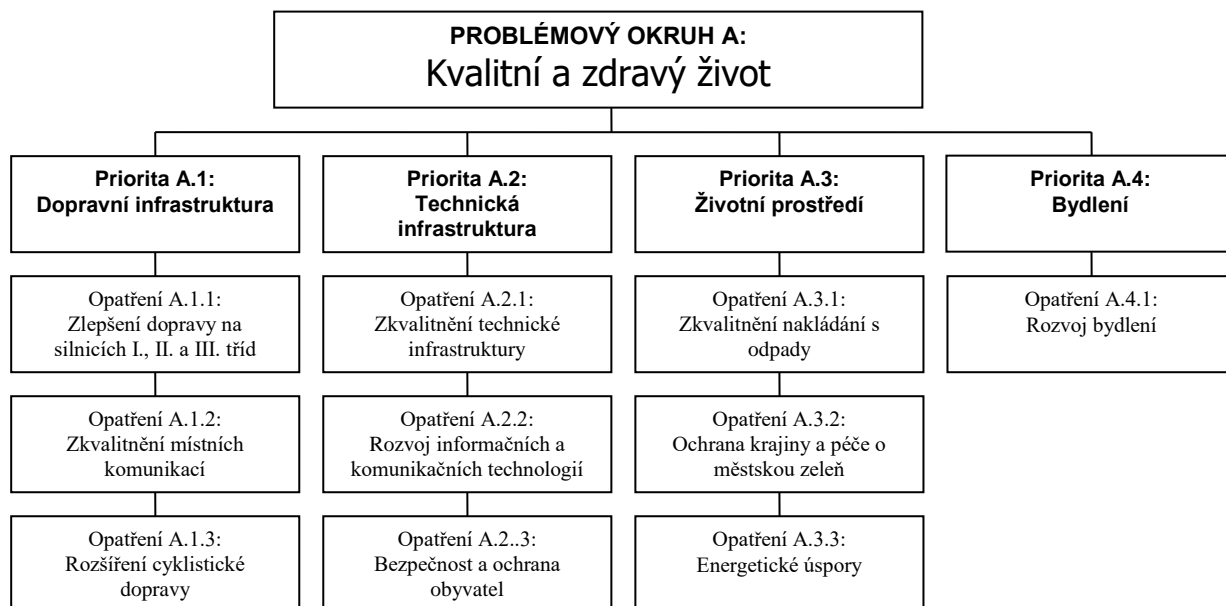 PROBLÉMOVÝ OKRUH A:
Kvalitní a zdravý život
Priorita A.1:
Dopravní infrastruktura
Priorita A.2:
Technická
infrastruktura
Priorita A.3:
Životní prostředí
Priorita A.4:
Bydlení
Opatření A.1.1:
Zlepšení dopravy na
silnicích I., II. a III. tříd
Opatření A.2.1:
Zkvalitnění technické
infrastruktury
Opatření A.3.1:
Zkvalitnění nakládání s
odpady
Opatření A.4.1:
Rozvoj bydlení
Opatření A.1.2:
Zkvalitnění místních
komunikací
Opatření A.2.2:
Rozvoj informačních a
komunikačních technologií
Opatření A.3.2:
Ochrana krajiny a péče o
městskou zeleň
Opatření A.1.3:
Rozšíření cyklistické
dopravy
Opatření A.2..3:
Bezpečnost a ochrana
obyvatel
Opatření A.3.3:
Energetické úspory